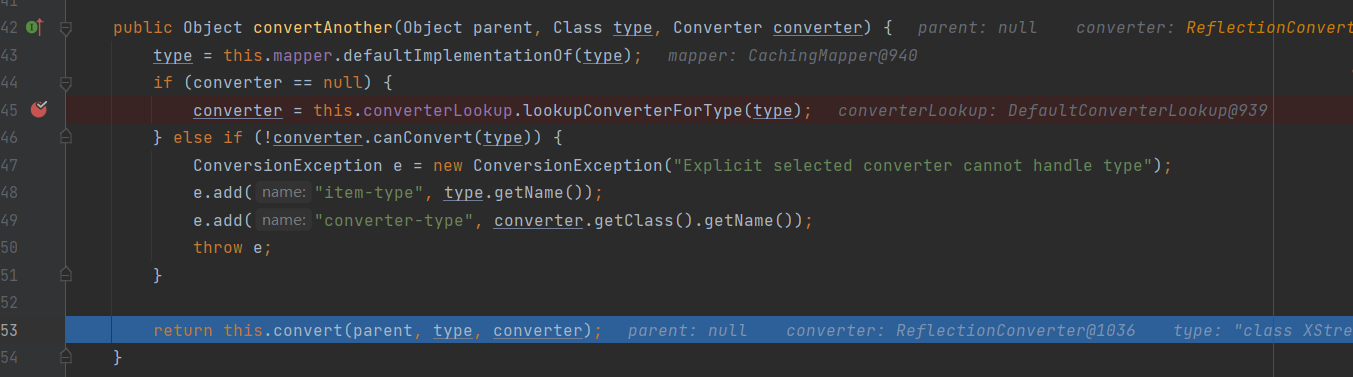 41
42 public Object convertAnother(Object parent, Class type, Converter converter) { parent: null converter: ReflectionConvert
43 type = this.mapper.defaultImplementationOf(type); mapper: CachingMapper@940
44 if (converter == null) {
45 converter = this.converterLookup.lookupConverterForType(type); converterLookup: DefaultConverterLookup@939
46 } else if (!converter.canConvert(type)) {
47 ConversionException e = new ConversionException("Explicit selected converter cannot handle type");
48 e.add( name: "item-type", type.getName());
49 e.add( name: "converter-type", converter.getClass().getName());
50 throw e;
51 }
52
53 return this.convert(parent, type, converter); parent: null converter: ReflectionConverter@1036 type: "class XStre
54 }